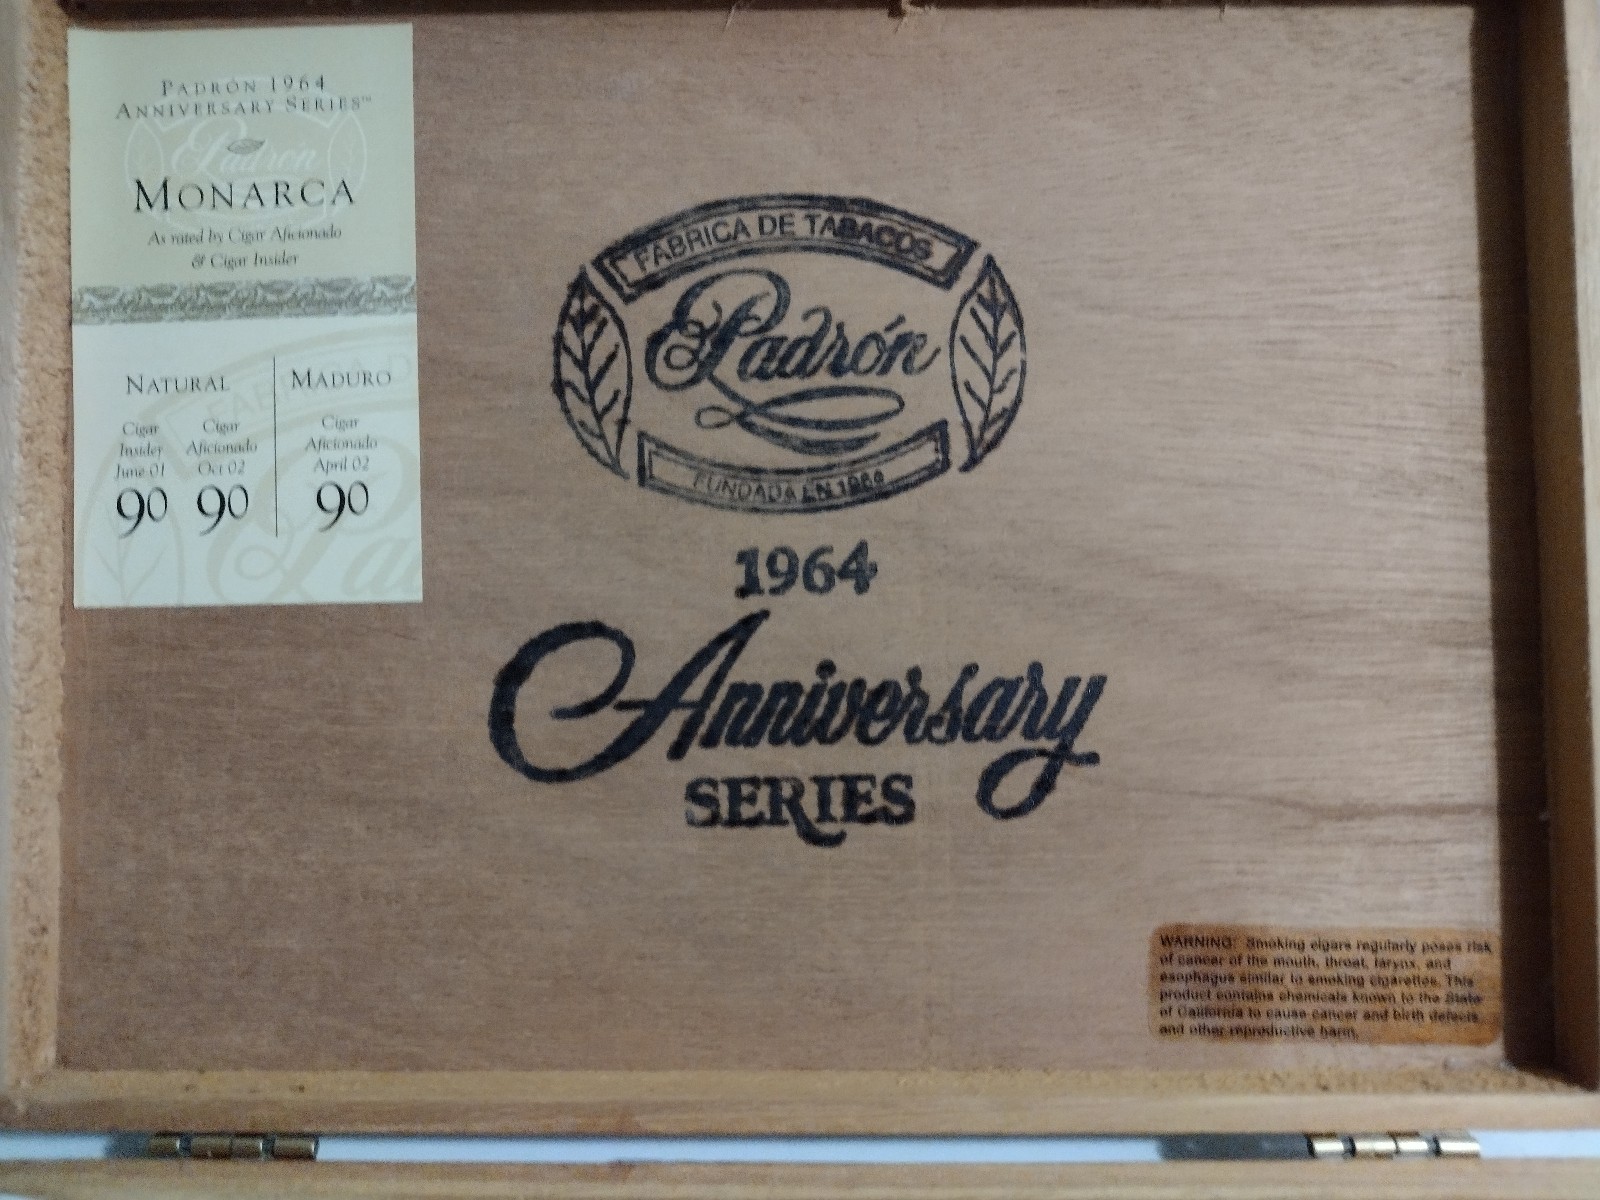 PADRÓN 1964
ANNIVERSARY SERIES™
Padrón
MONARCA
As rated by Cigar Aficionado
& Cigar Insider
NATURAL
Cigar
Insider
June 01
90
Cigar
Aficionado
Oct 02
90
MADURO
Cigar
Aficionado
April 02
90
FABRICA DE TABACOS
Padrón
FUNDADA EN 1964
1964
Anniversary
SERIES
WARNING: Smoking cigars regularly poses risk
of cancer of the mouth, throat, larynx, and
esophagus similar to smoking cigarettes. This
product contains chemicals known to the State
of California to cause cancer and birth defects,
and other reproductive harm.